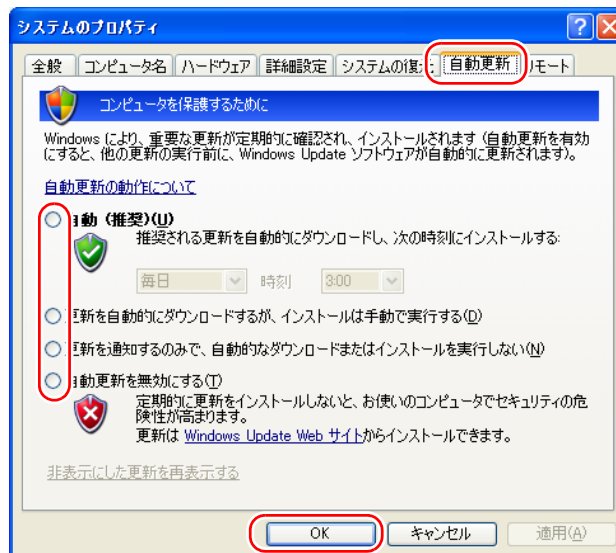 システムのプロパティ
全般 コンピュータ名 ハードウェア 詳細設定 システムの復元 自動更新 リモート
コンピュータを保護するために
Windows により、重要な更新が定期的に確認され、インストールされます (自動更新を有効
にすると、他の更新の実行前に、Windows Update ソフトウェアが自動的に更新されます)。
自動更新の動作について
自動 (推奨)(U)
推奨される更新を自動的にダウンロードし、次の時刻にインストールする:
毎日 時刻 3:00
更新を自動的にダウンロードするが、インストールは手動で実行する(D)
更新を通知するのみで、自動的なダウンロードまたはインストールを実行しない(N)
自動更新を無効にする(T)
定期的に更新をインストールしないと、お使いのコンピュータでセキュリティの危
険性が高まります。
更新は Windows Update Web サイトからインストールできます。
非表示にした更新を再表示する
OK キャンセル 適用(A)